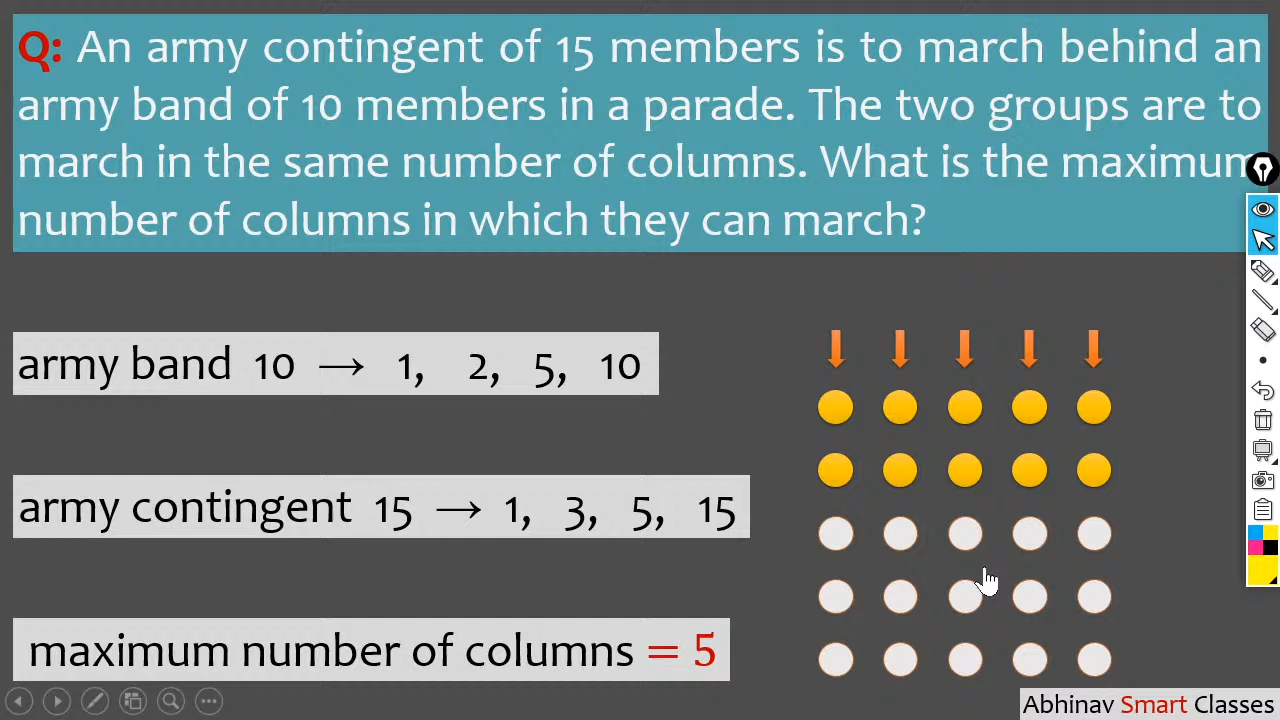 Q: An army contingent of 15 members is to march behind an
army band of 10 members in a parade. The two groups are to
march in the same number of columns. What is the maximum
number of columns in which they can march?
army band 10 → 1, 2, 5, 10
army contingent 15 → 1, 3, 5, 15
maximum number of columns = 5
Abhinav Smart Classes